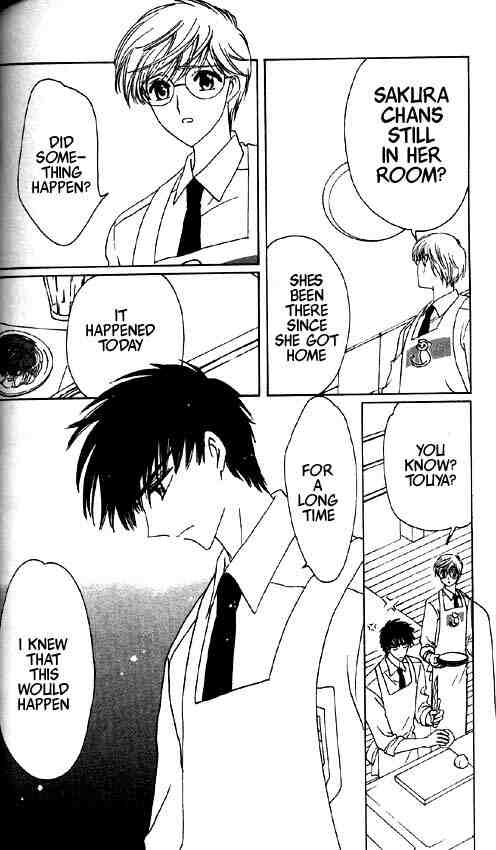 SAKURA
CHANS
STILL
IN HER
ROOM?
SHES
BEEN
THERE
SINCE
SHE GOT
HOME
DID
SOME-
THING
HAPPEN?
IT
HAPPENED
TODAY
YOU
KNOW?
TOUYA?
FOR
A
LONG
TIME
I KNEW
THAT
THIS
WOULD
HAPPEN